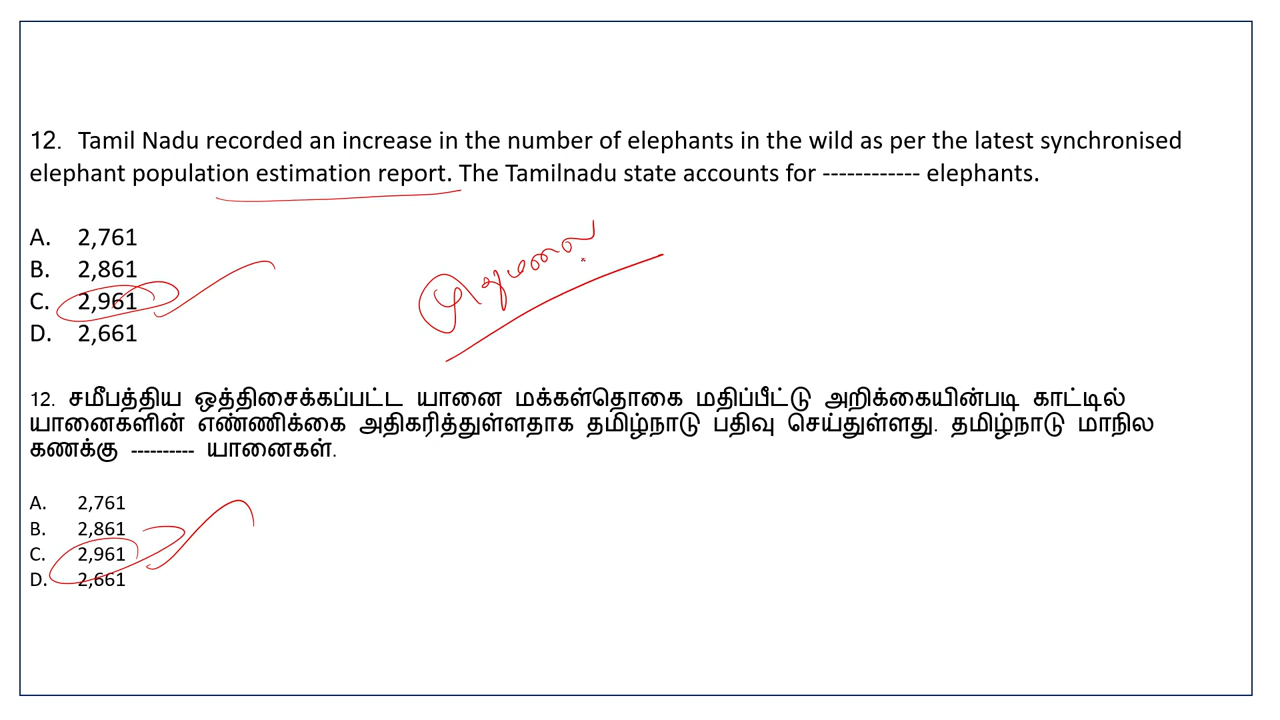 12. Tamil Nadu recorded an increase in the number of elephants in the wild as per the latest synchronised
elephant population estimation report. The Tamilnadu state accounts for ------------ elephants.
A. 2,761
B. 2,861
C. 2,961
D. 2,661
12. சமீபத்திய ஒத்திசைக்கப்பட்ட யானை மக்கள்தொகை மதிப்பீட்டு அறிக்கையின்படி காட்டில்
யானைகளின் எண்ணிக்கை அதிகரித்துள்ளதாக தமிழ்நாடு பதிவு செய்துள்ளது. தமிழ்நாடு மாநில
கணக்கு ---------- யானைகள்.
A. 2,761
B. 2,861
C. 2,961
D. 2,661